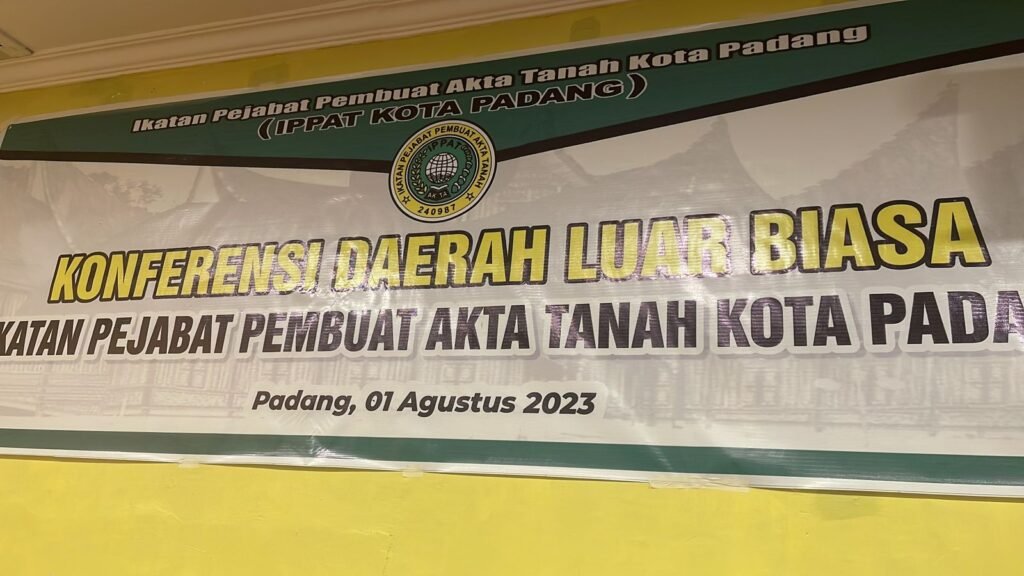 Ikatan Pejabat Pembuat Akta Tanah Kota Padang
(IPPAT KOTA PADANG)
IKATAN PEJABAT PEMBUAT AKTA TANAH
IPPAT
240987
KONFERENSI DAERAH LUAR BIASA
KATAN PEJABAT PEMBUAT AKTA TANAH KOTA PADA
Padang, 01 Agustus 2023